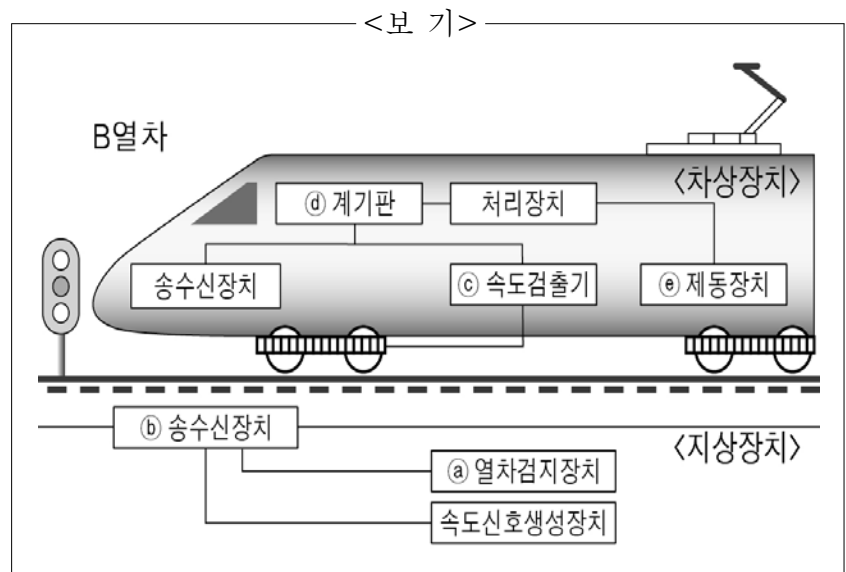 <보 기>
B열차
<차상장치>
ⓓ 계기판
처리장치
송수신장치
ⓒ 속도검출기
ⓔ 제동장치
ⓑ 송수신장치
<지상장치>
ⓐ 열차검지장치
속도신호생성장치